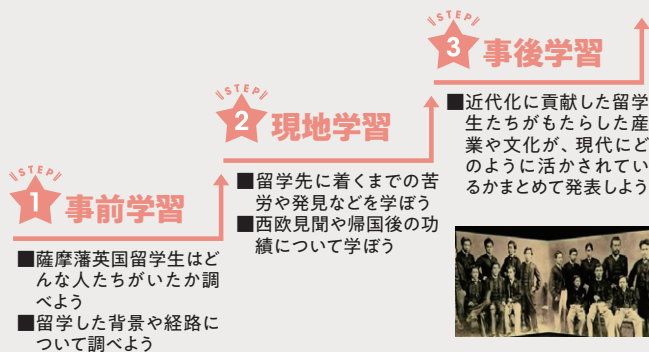 STEP
1 事前学習
■薩摩藩英国留学生はど
んな人たちがいたか調
べよう
■留学した背景や経路に
ついて調べよう
STEP
2 現地学習
■留学先に着くまでの苦
労や発見などを学ぼう
■西欧見聞や帰国後の功
績について学ぼう
STEP
3 事後学習
■近代化に貢献した留学
生たちがもたらした産
業や文化が、現代にど
のように活かされてい
るかまとめて発表しよう